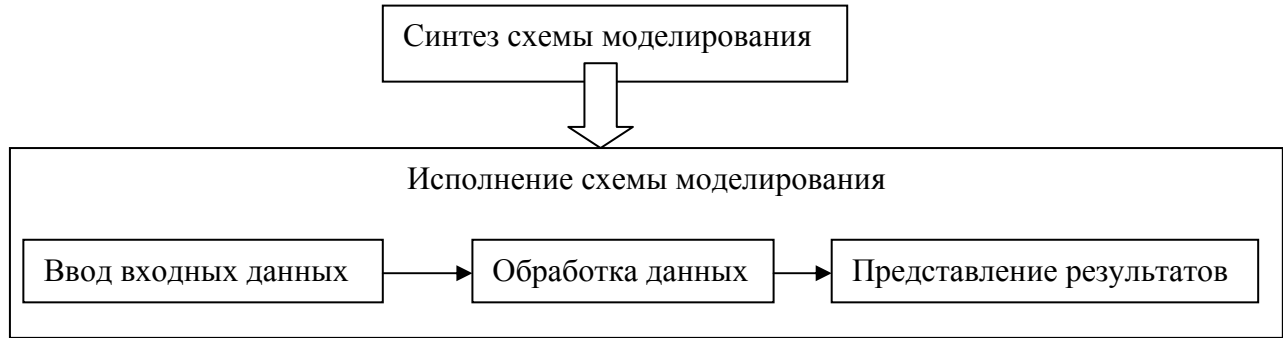 Синтез схемы моделирования
Исполнение схемы моделирования
Ввод входных данных
Обработка данных
Представление результатов